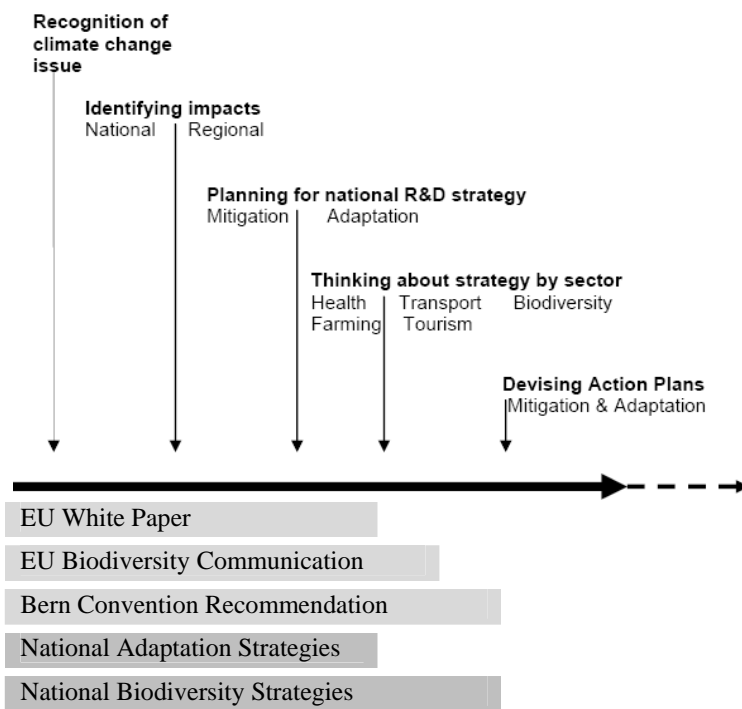 Recognition of
climate change
issue
Identifying impacts
National Regional
Planning for national R&D strategy
Mitigation Adaptation
Thinking about strategy by sector
Health Transport Biodiversity
Farming Tourism
Devising Action Plans
Mitigation & Adaptation
EU White Paper
EU Biodiversity Communication
Bern Convention Recommendation
National Adaptation Strategies
National Biodiversity Strategies